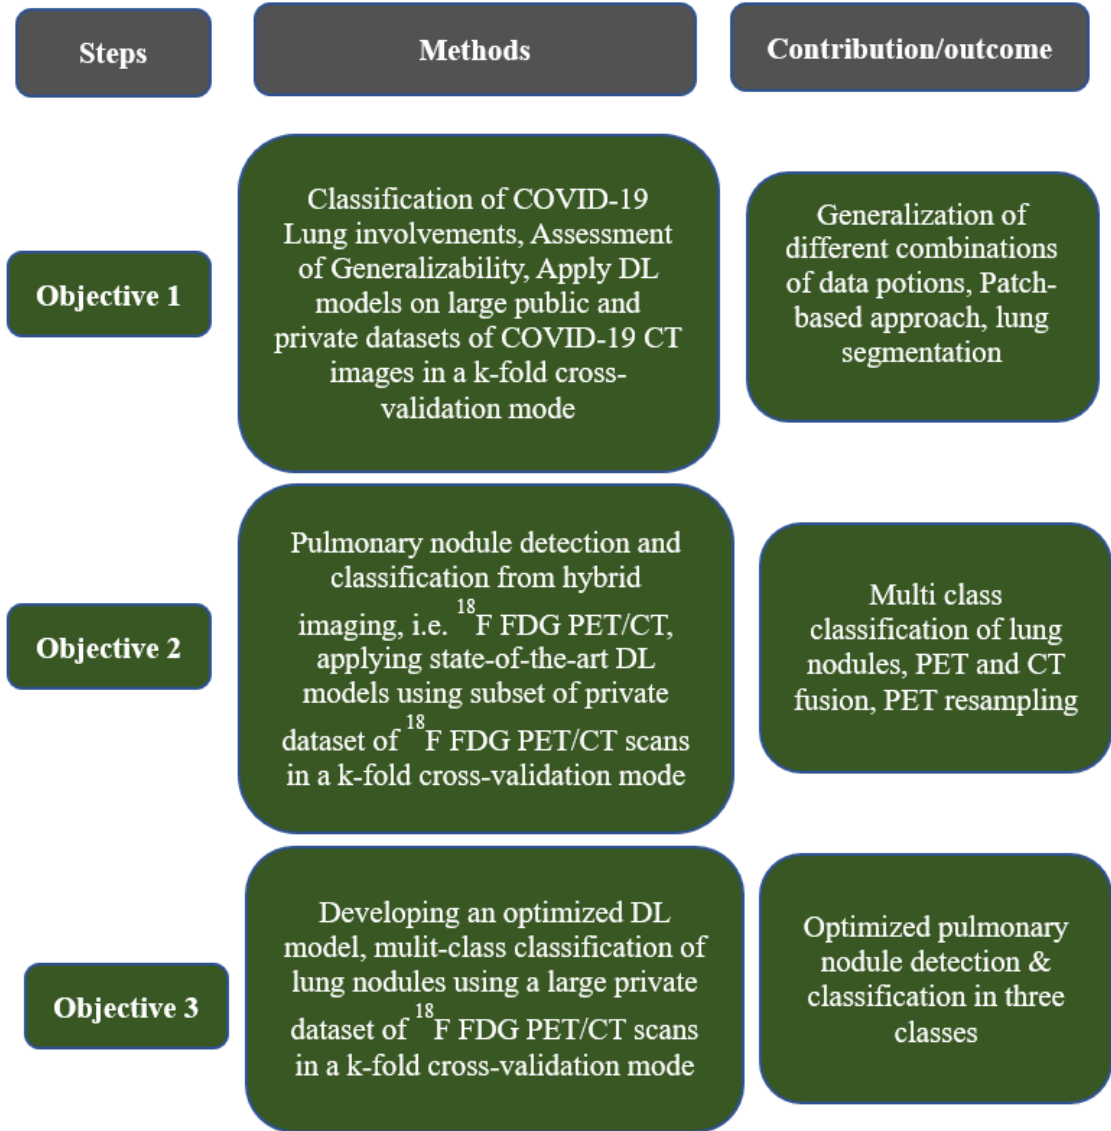 Steps
Methods
Contribution/outcome
Objective 1
Classification of COVID-19
Lung involvements, Assessment
of Generalizability, Apply DL
models on large public and
private datasets of COVID-19 CT
images in a k-fold cross-
validation mode
Generalization of
different combinations
of data potions, Patch-
based approach, lung
segmentation
Objective 2
Pulmonary nodule detection and
classification from hybrid
imaging, i.e. ¹⁸F FDG PET/CT,
applying state-of-the-art DL
models using subset of private
dataset of ¹⁸F FDG PET/CT scans
in a k-fold cross-validation mode
Multi class
classification of lung
nodules, PET and CT
fusion, PET resampling
Objective 3
Developing an optimized DL
model, mulit-class classification of
lung nodules using a large private
dataset of ¹⁸F FDG PET/CT scans
in a k-fold cross-validation mode
Optimized pulmonary
nodule detection &
classification in three
classes